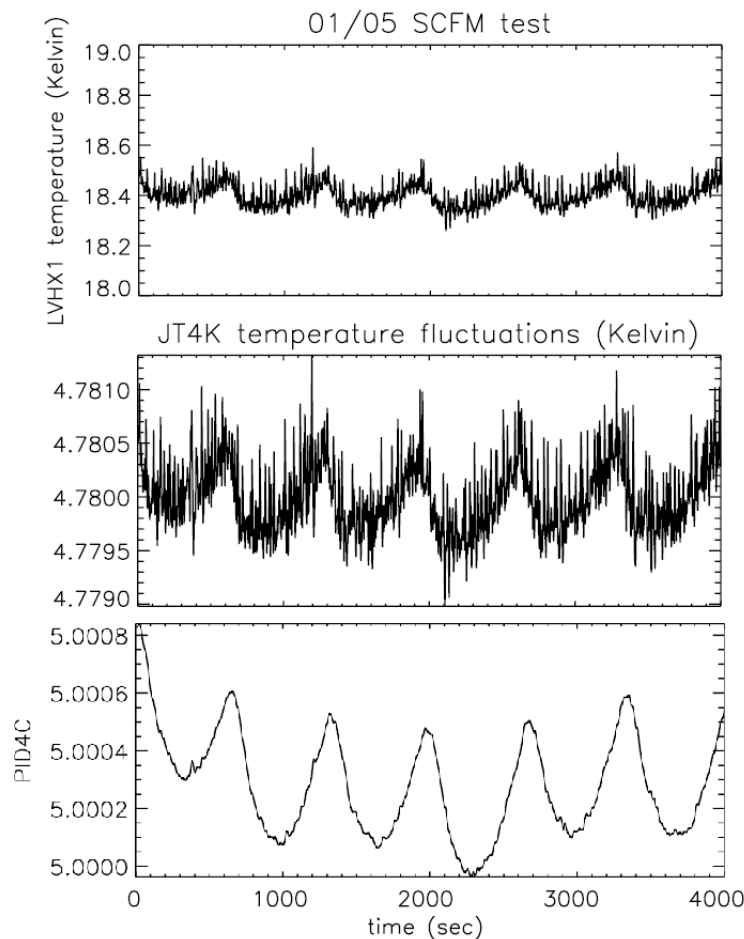 01/05 SCFM test
LVHX1 temperature (Kelvin)
19.0
18.8
18.6
18.4
18.2
18.0
JT4K temperature fluctuations (Kelvin)
4.7810
4.7805
4.7800
4.7795
4.7790
PID4C
5.0008
5.0006
5.0004
5.0002
5.0000
0 1000 2000 3000 4000
time (sec)